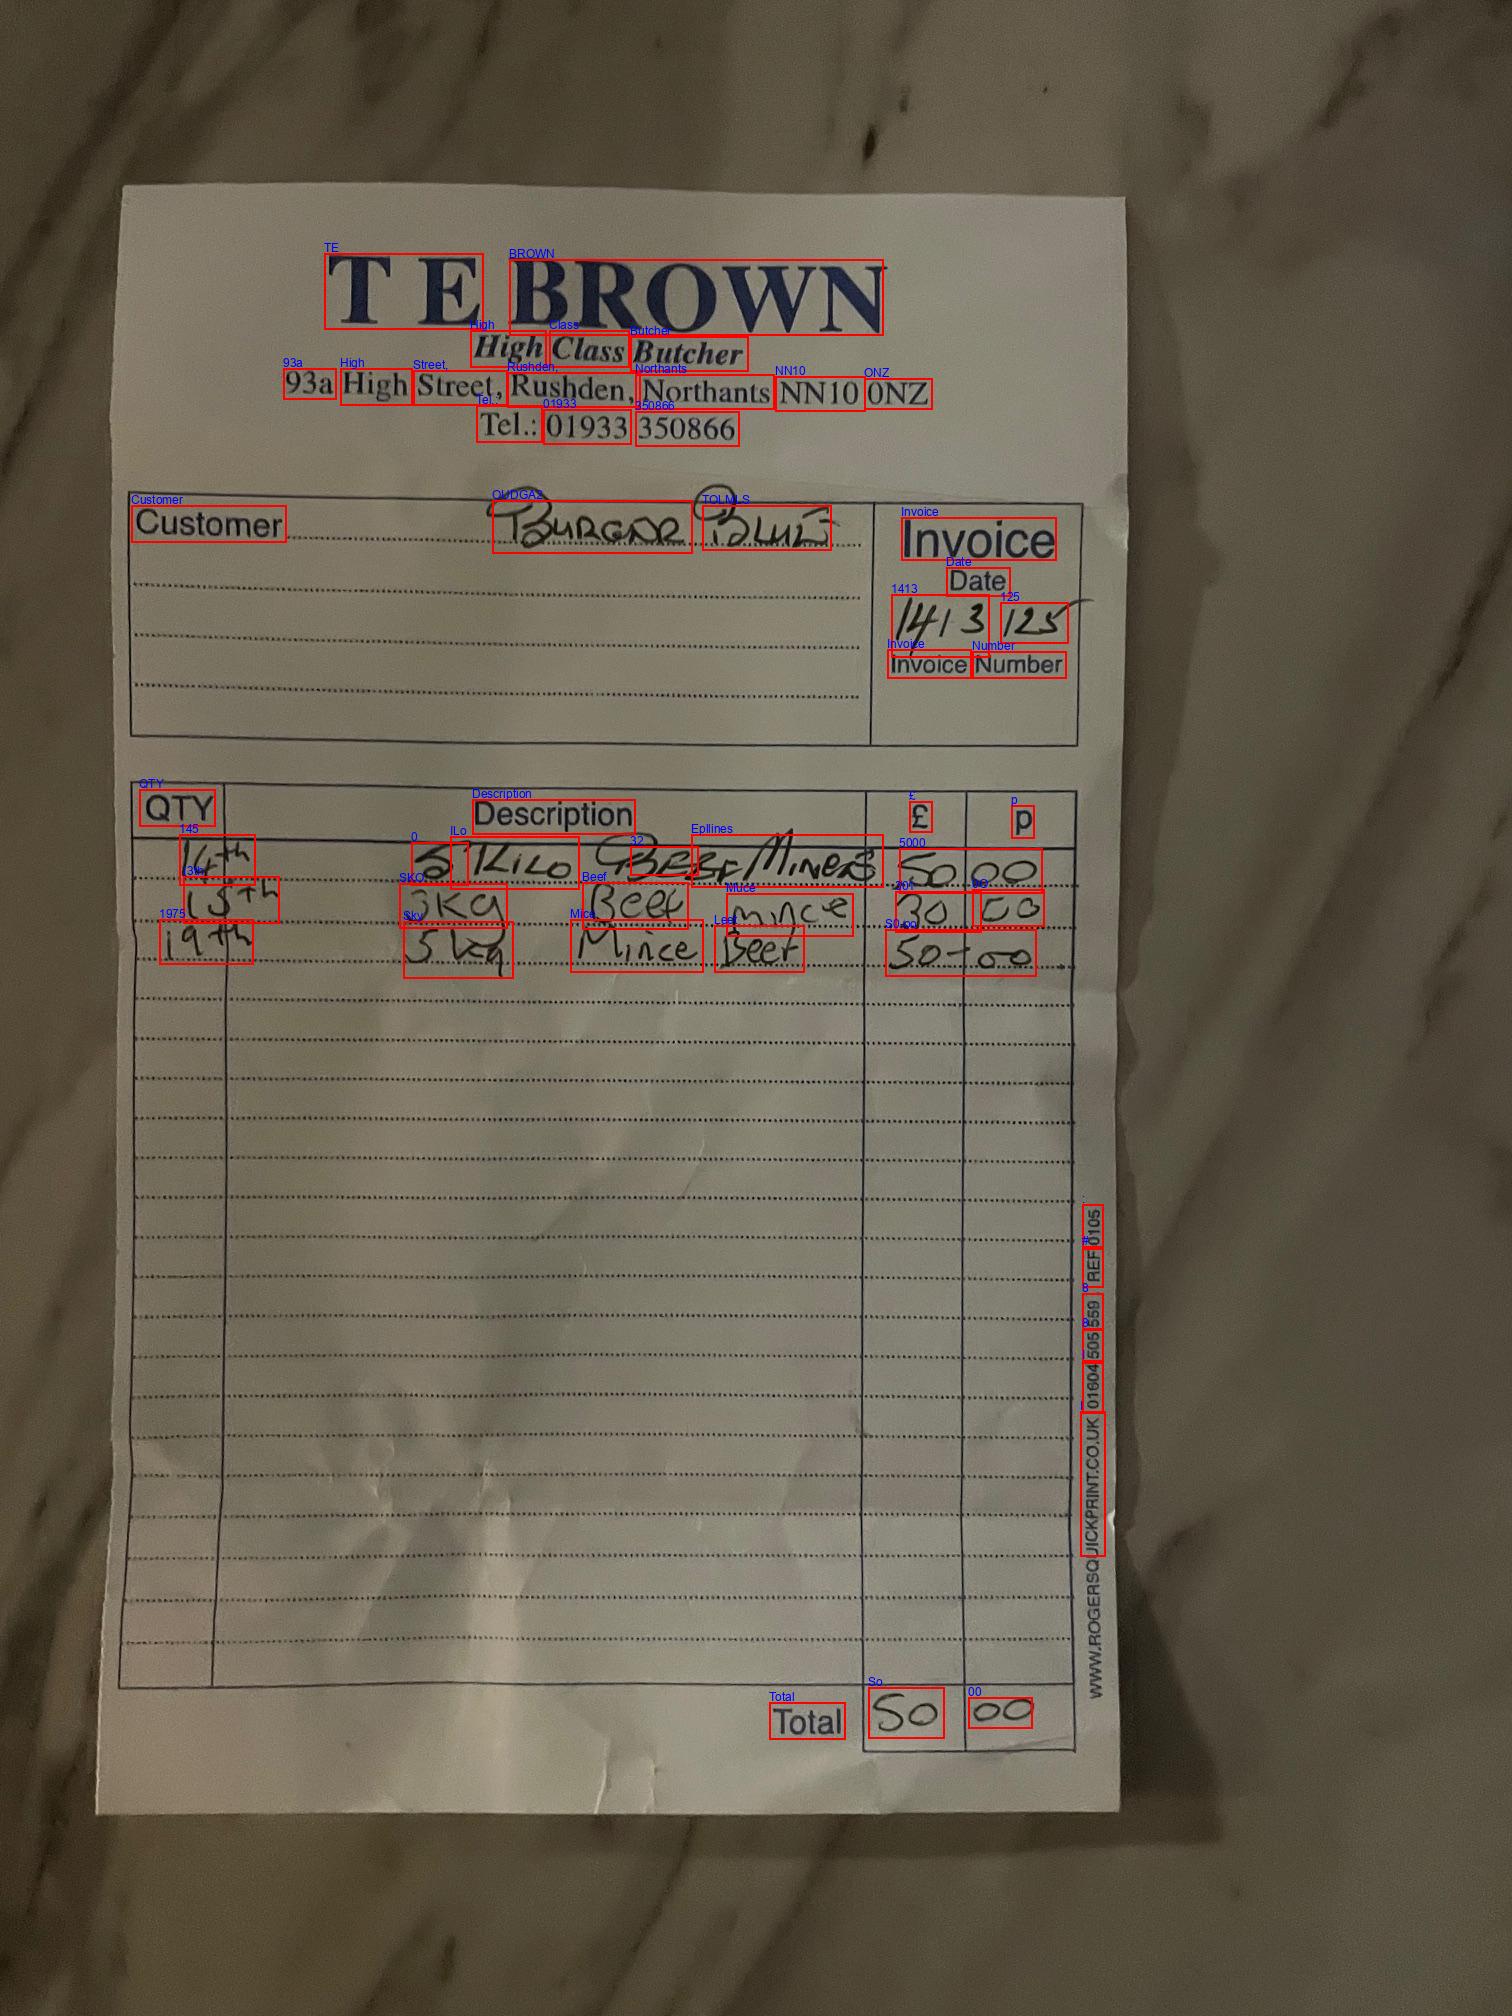 T E BROWN
High Class Butcher
93a High Street, Rushden, Northants NN10 0NZ
Tel.: 01933 350866
Customer BURGER BLUE
Invoice
Date
14/3/25
Invoice Number
QTY Description £ p
14th 5 KILO BEEF MINCE 50 00
15th 3kg Beef mince 30 00
19th 5kg Mince Beef 50-00
Total 50 00
WWW.ROGERSQUICKPRINT.CO.UK 01604 505 559 REF 0105